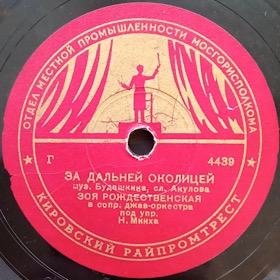 ОТДЕЛ МЕСТНОЙ ПРОМЫШЛЕННОСТИ МОСГОРИСПОЛКОМА
Г 4439
ЗА ДАЛЬНЕЙ ОКОЛИЦЕЙ
муз. Будашкина, сл. Акулова
ЗОЯ РОЖДЕСТВЕНСКАЯ
в сопр. джаз-оркестра
под упр.
Н. Минха
КИРОВСКИЙ РАЙПРОМТРЕСТ